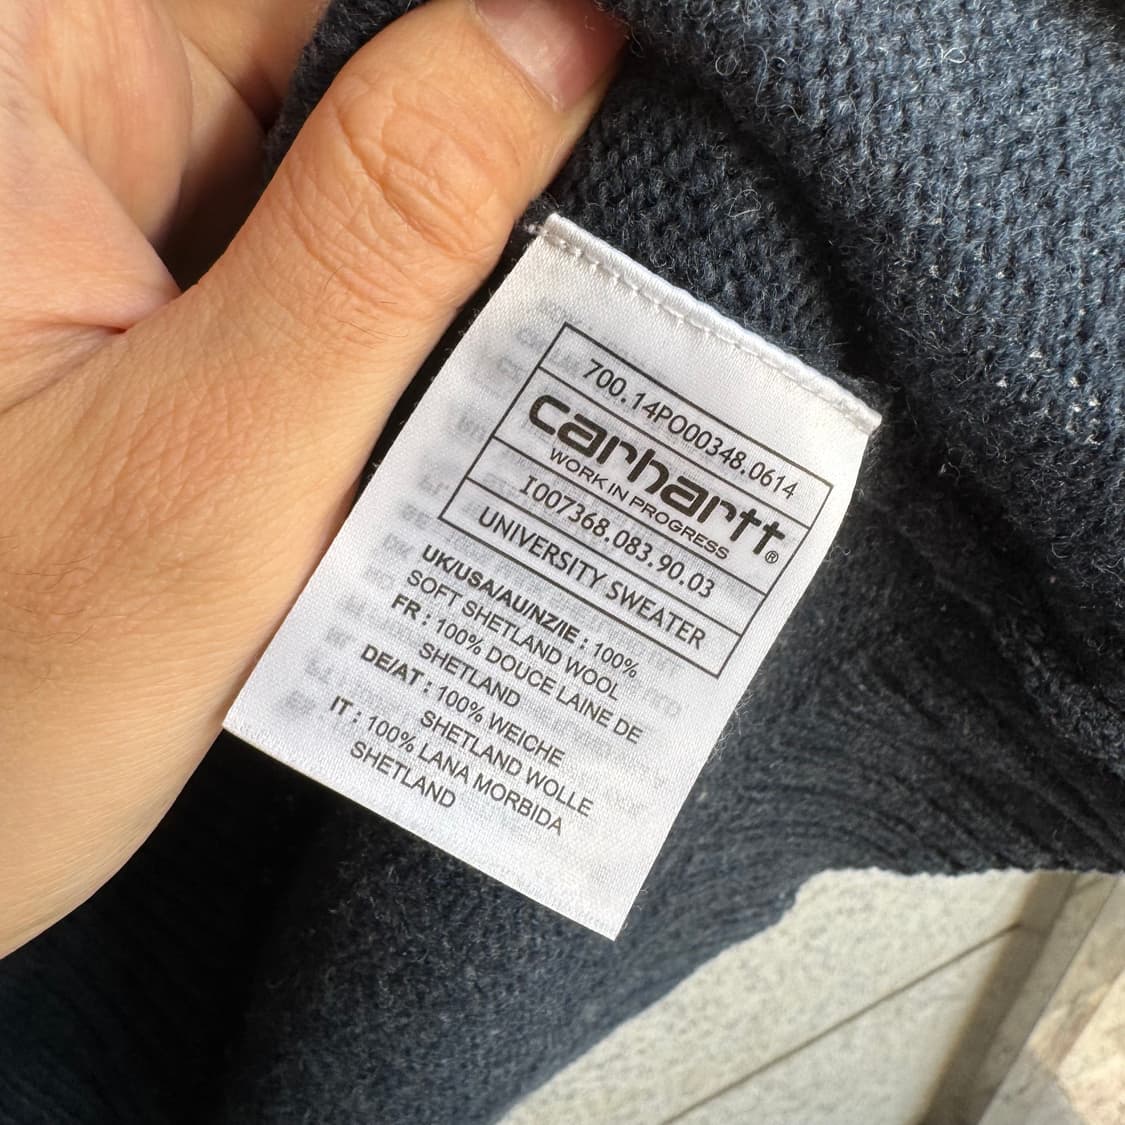 700.14PO00348.0614
carhartt®
WORK IN PROGRESS
I007368.083.90.03
UNIVERSITY SWEATER
UK/USA/AU/NZ/IE : 100%
SOFT SHETLAND WOOL
FR : 100% DOUCE LAINE DE
SHETLAND
DE/AT : 100% WEICHE
SHETLAND WOLLE
IT : 100% LANA MORBIDA
SHETLAND